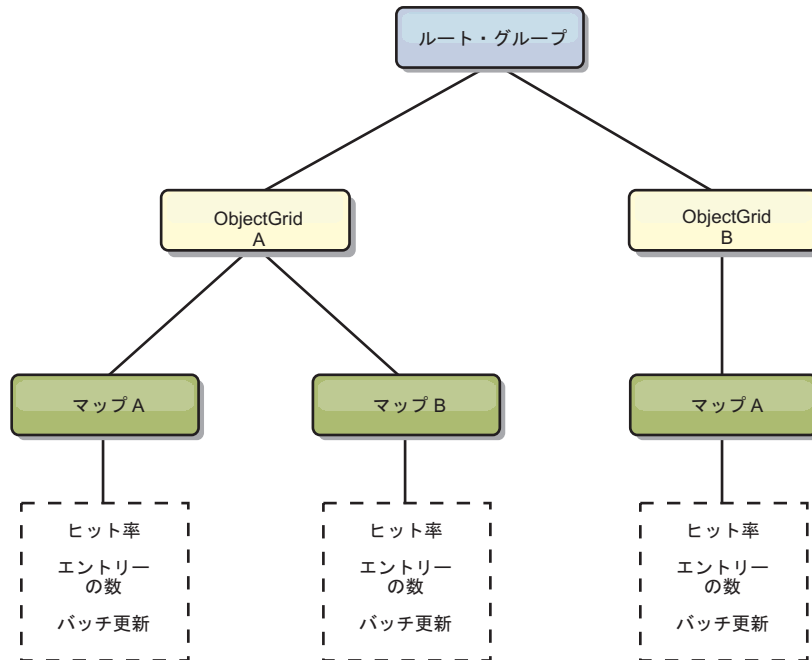 ルート・グループ
ObjectGrid
A
ObjectGrid
B
マップ A
マップ B
マップ A
ヒット率
エントリー
の数
バッチ更新
ヒット率
エントリー
の数
バッチ更新
ヒット率
エントリー
の数
バッチ更新